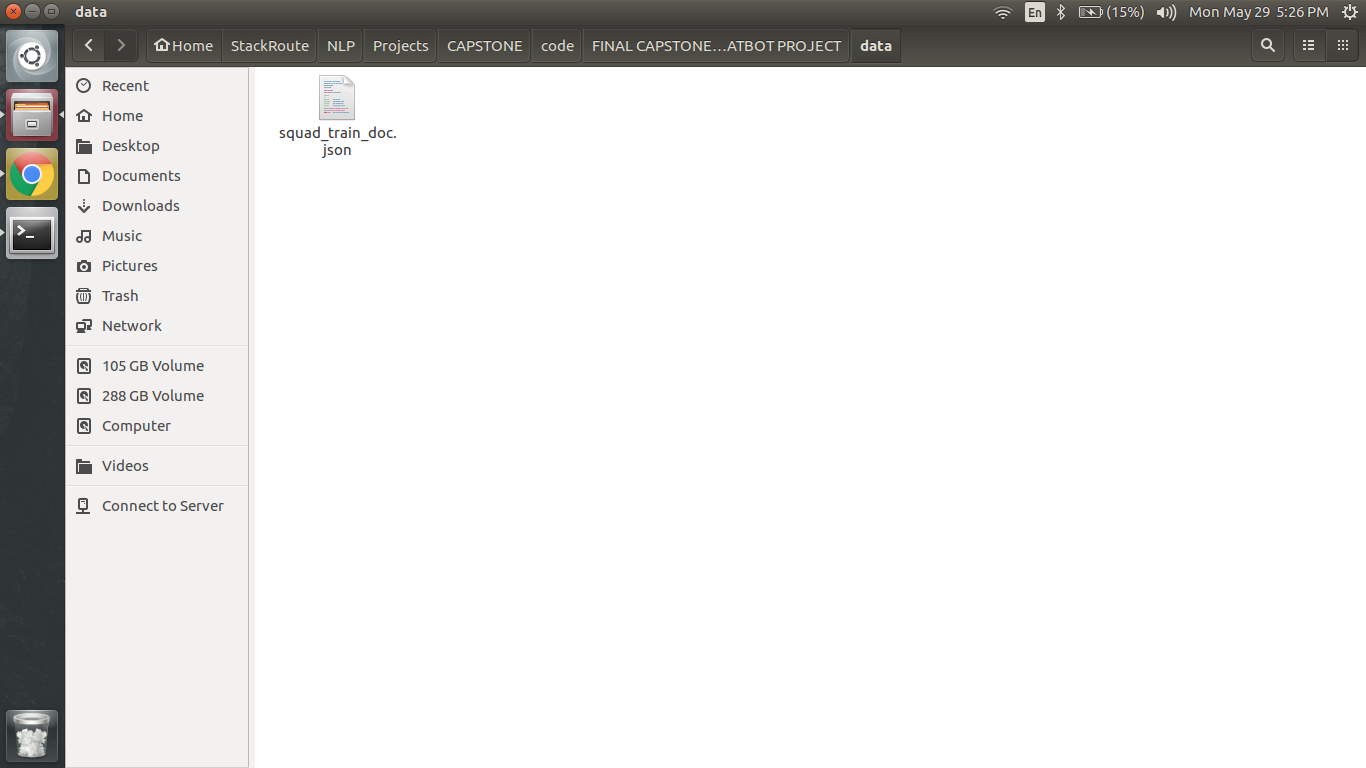 data
En
(15%)
Mon May 29 5:26 PM
Home
StackRoute
NLP
Projects
CAPSTONE
code
FINAL CAPSTONE...ATBOT PROJECT
data
Recent
Home
Desktop
Documents
Downloads
Music
Pictures
Trash
Network
105 GB Volume
288 GB Volume
Computer
Videos
Connect to Server
squad_train_doc.
json